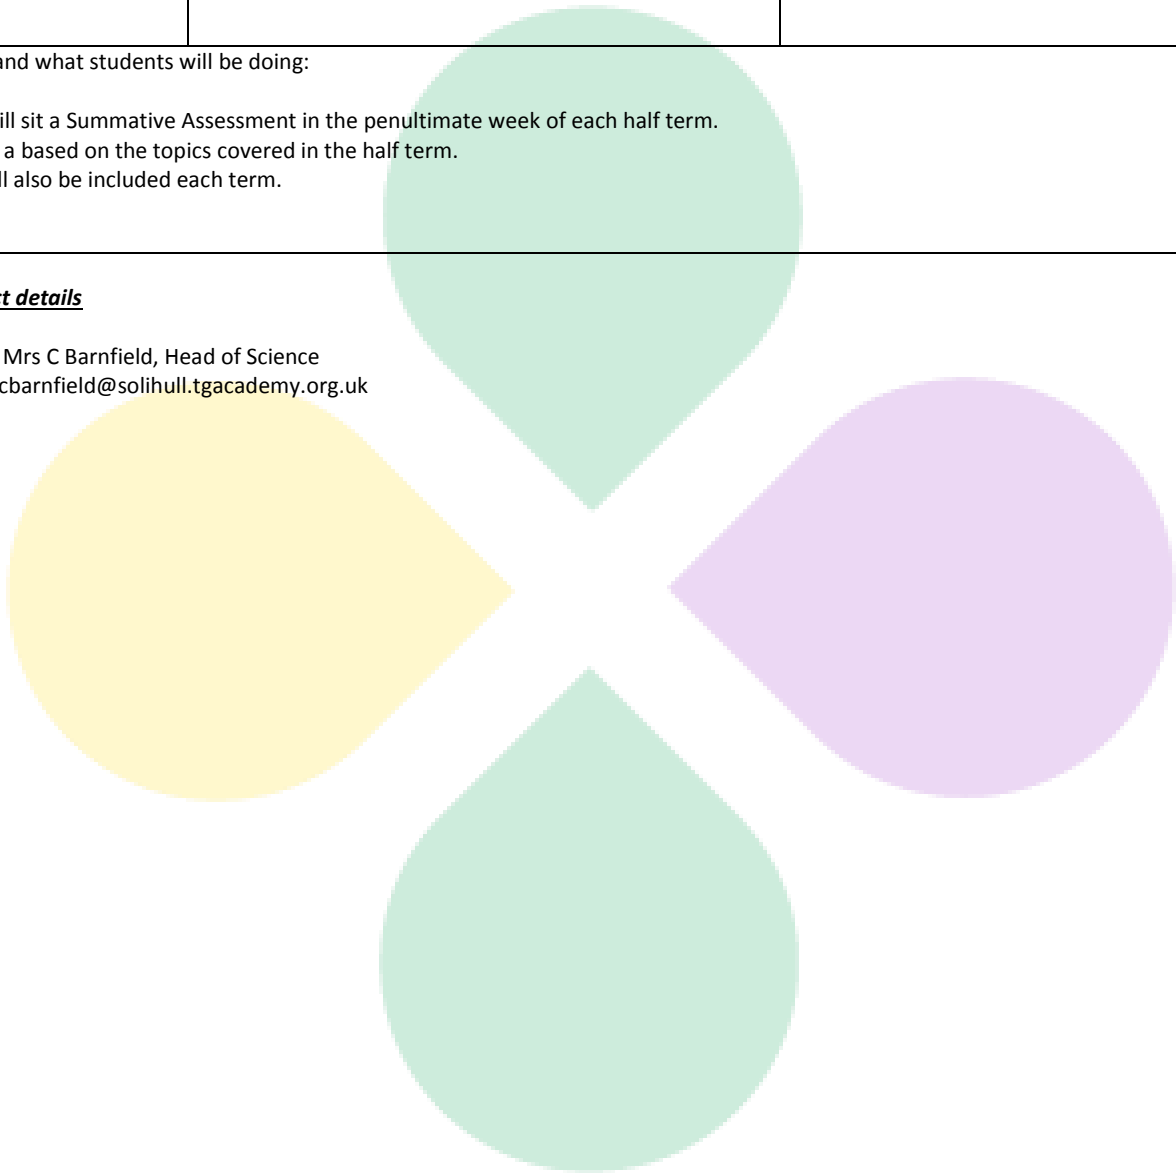 and what students will be doing:
ill sit a Summative Assessment in the penultimate week of each half term.
a based on the topics covered in the half term.
ll also be included each term.
ct details
Mrs C Barnfield, Head of Science
cbarnfield@solihull.tgacademy.org.uk